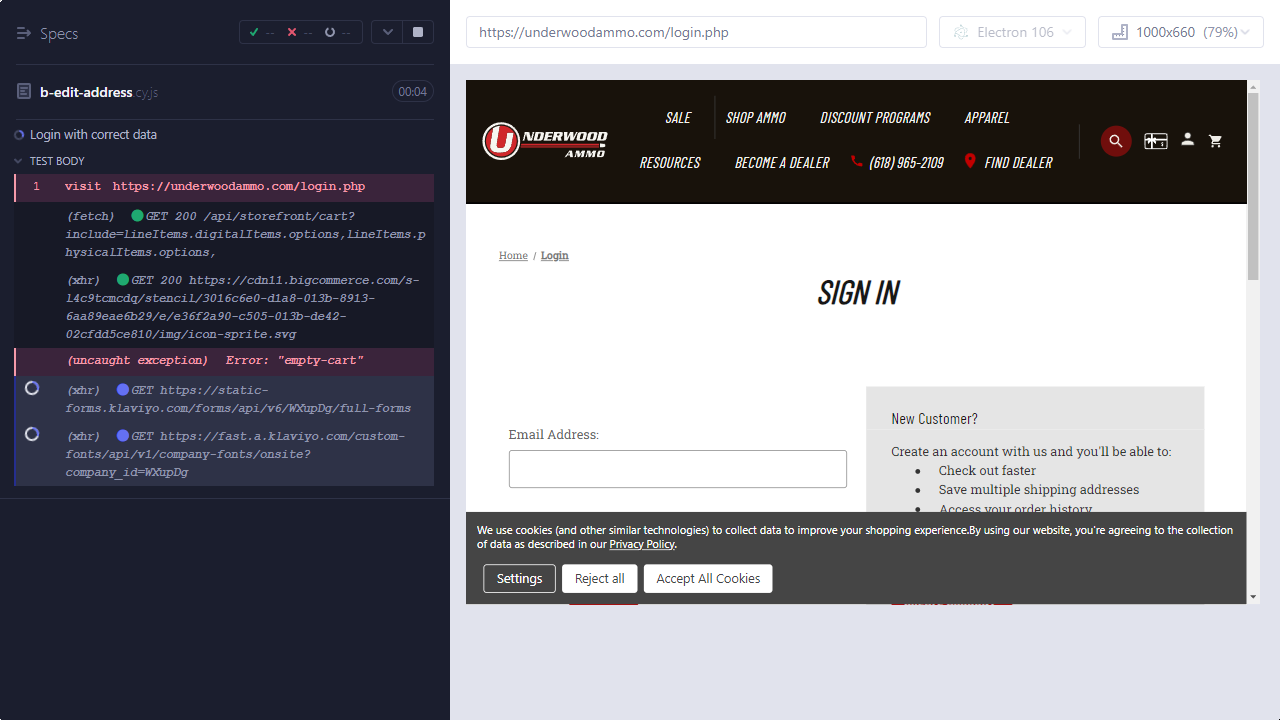 Specs
--
--
--
b-edit-address.cy.js
00:04
Login with correct data
TEST BODY
1 visit https://underwoodammo.com/login.php
(fetch) GET 200 /api/storefront/cart?
include=lineItems.digitalItems.options,lineItems.p
hysicalItems.options,
(xhr) GET 200 https://cdn11.bigcommerce.com/s-
l4c9tcmcdq/stencil/3016c6e0-d1a8-013b-8913-
6aa89eae6b29/e/e36f2a90-c505-013b-de42-
02cfdd5ce810/img/icon-sprite.svg
(uncaught exception) Error: "empty-cart"
(xhr) GET https://static-
forms.klaviyo.com/forms/api/v6/WXupDg/full-forms
(xhr) GET https://fast.a.klaviyo.com/custom-
fonts/api/v1/company-fonts/onsite?
company_id=WXupDg
https://underwoodammo.com/login.php
Electron 106
1000x660 (79%)
UNDERWOOD
AMMO
SALE
SHOP AMMO
DISCOUNT PROGRAMS
APPAREL
RESOURCES
BECOME A DEALER
(618) 965-2109
FIND DEALER
Home / Login
SIGN IN
Email Address:
New Customer?
Create an account with us and you'll be able to:
Check out faster
Save multiple shipping addresses
Access your order history
We use cookies (and other similar technologies) to collect data to improve your shopping experience.By using our website, you're agreeing to the collection
of data as described in our Privacy Policy.
Settings
Reject all
Accept All Cookies